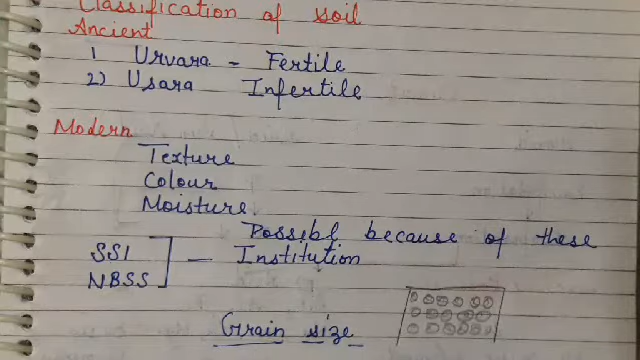 Classification of soil
Ancient
1 Urvara - Fertile
2) Usara Infertile
Modern
Texture
Colour
Moisture.
Possibl because of these
SSI — Institution
NBSS
Grain size